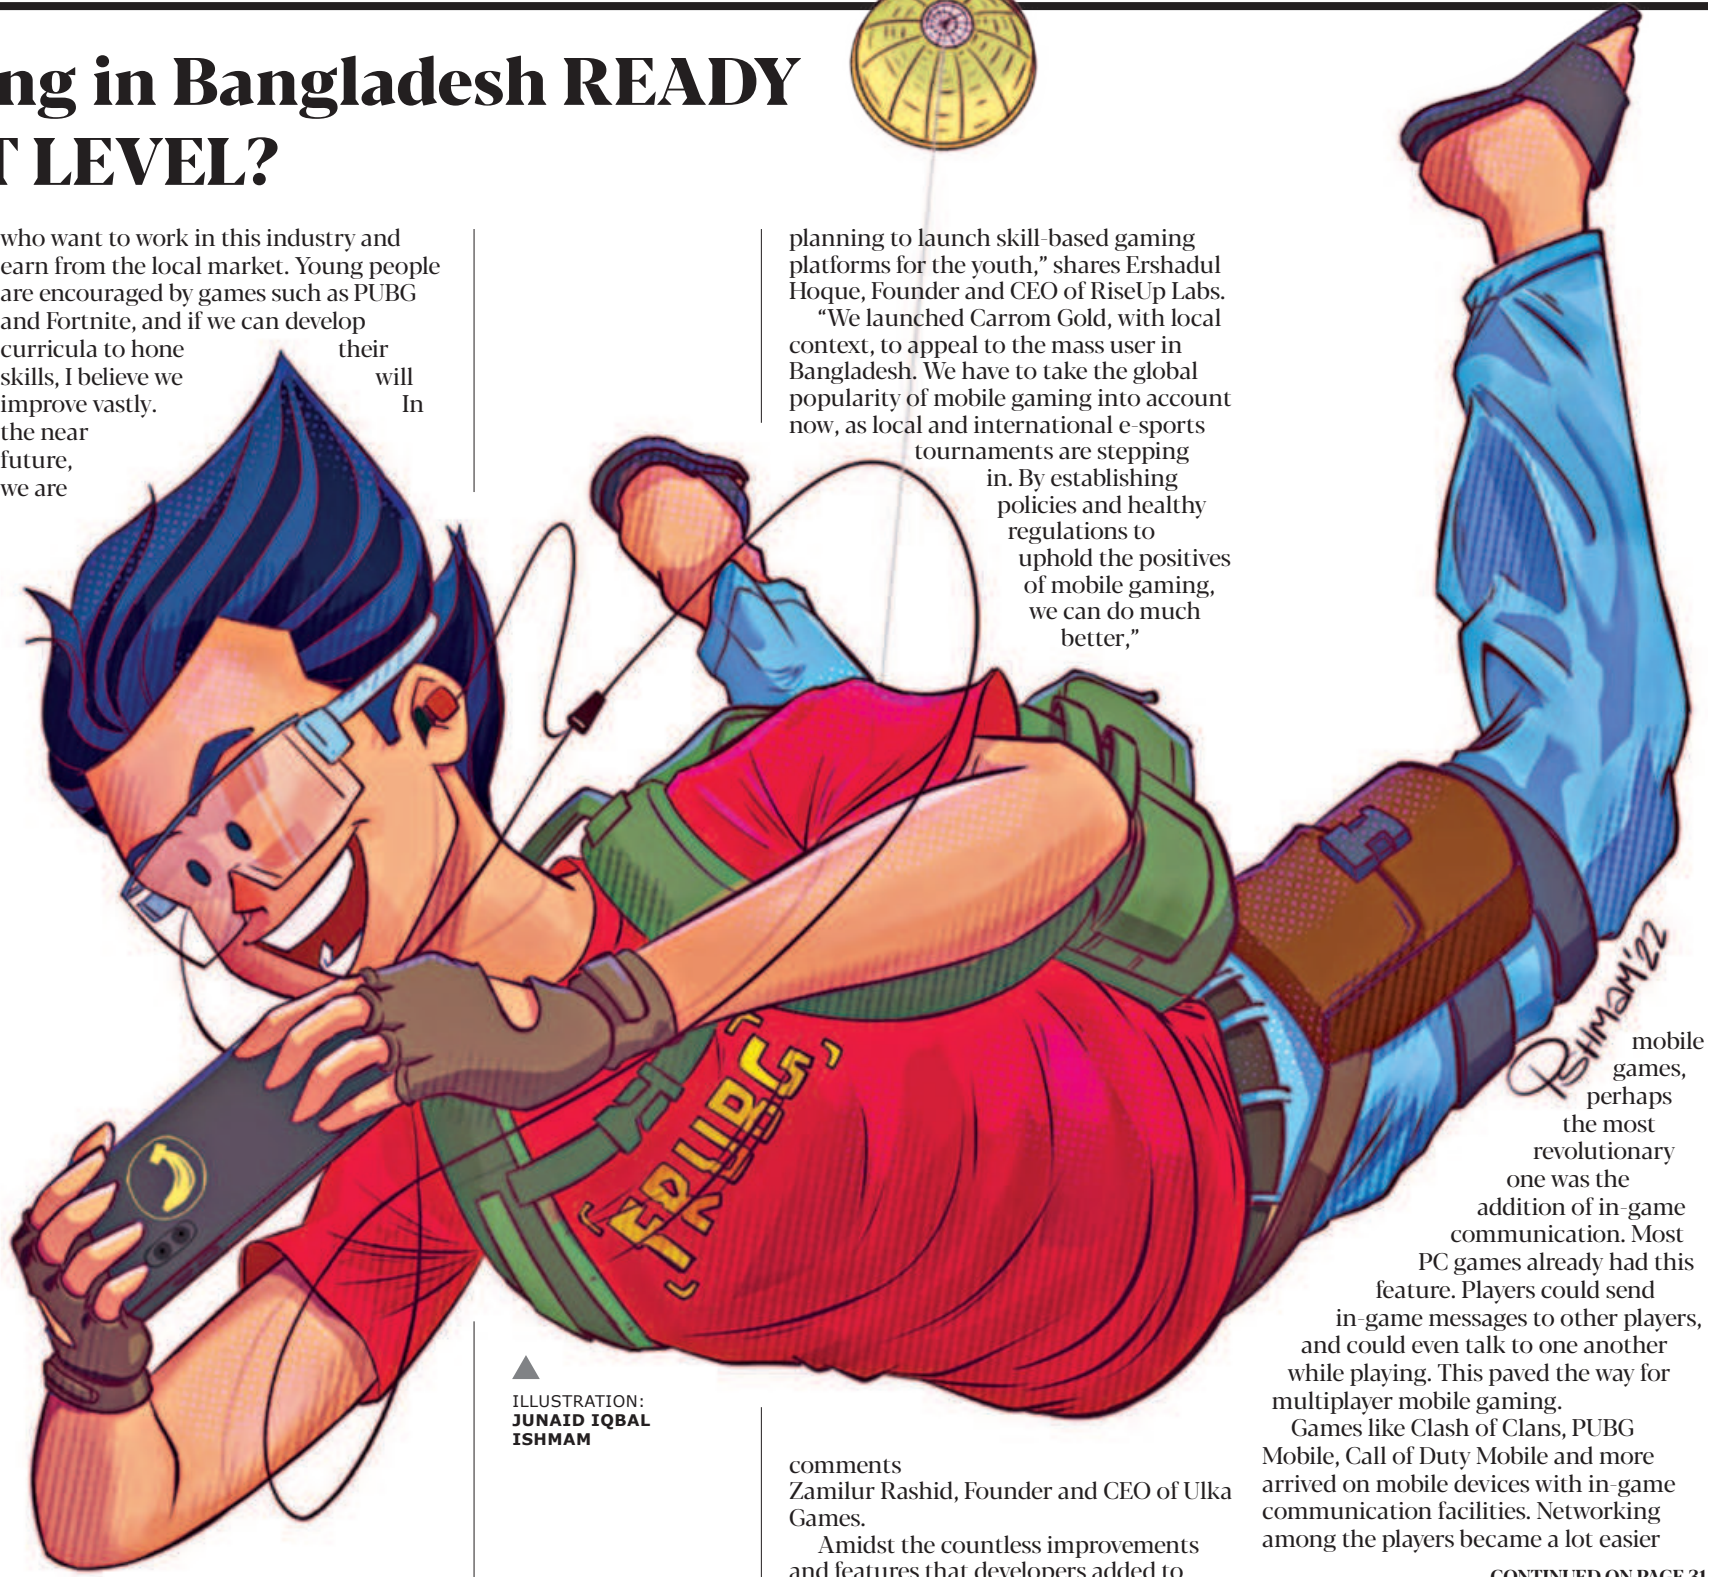 ng in Bangladesh READY
T LEVEL?
who want to work in this industry and
earn from the local market. Young people
are encouraged by games such as PUBG
and Fortnite, and if we can develop
curricula to hone their
skills, I believe we will
improve vastly. In
the near
future,
we are
planning to launch skill-based gaming
platforms for the youth,” shares Ershadul
Hoque, Founder and CEO of RiseUp Labs.
“We launched Carrom Gold, with local
context, to appeal to the mass user in
Bangladesh. We have to take the global
popularity of mobile gaming into account
now, as local and international e-sports
tournaments are stepping
in. By establishing
policies and healthy
regulations to
uphold the positives
of mobile gaming,
we can do much
better,”
ILLUSTRATION:
JUNAID IQBAL
ISHMAM
comments
Zamilur Rashid, Founder and CEO of Ulka
Games.
Amidst the countless improvements
and features that developers added to
ISHMAM'22
mobile
games,
perhaps
the most
revolutionary
one was the
addition of in-game
communication. Most
PC games already had this
feature. Players could send
in-game messages to other players,
and could even talk to one another
while playing. This paved the way for
multiplayer mobile gaming.
Games like Clash of Clans, PUBG
Mobile, Call of Duty Mobile and more
arrived on mobile devices with in-game
communication facilities. Networking
among the players became a lot easier
CONTINUED ON PAGE 31